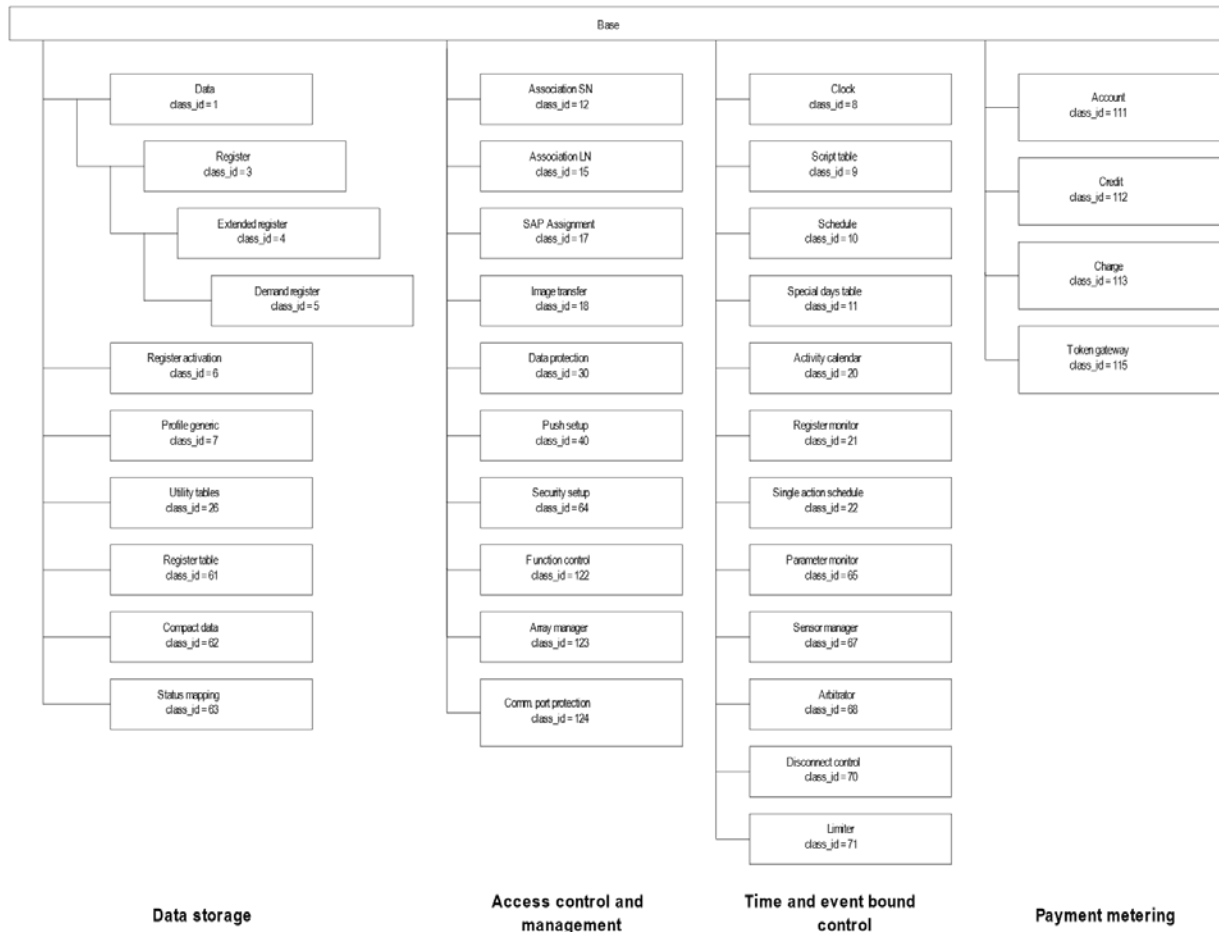 Base
Data
class_id = 1
Register
class_id = 3
Extended register
class_id = 4
Demand register
class_id = 5
Register activation
class_id = 6
Profile generic
class_id = 7
Utility tables
class_id = 26
Register table
class_id = 61
Compact data
class_id = 62
Status mapping
class_id = 63
Data storage
Association SN
class_id = 12
Association LN
class_id = 15
SAP Assignment
class_id = 17
Image transfer
class_id = 18
Data protection
class_id = 30
Push setup
class_id = 40
Security setup
class_id = 64
Function control
class_id = 122
Array manager
class_id = 123
Comm. port protection
class_id = 124
Access control and
management
Clock
class_id = 8
Script table
class_id = 9
Schedule
class_id = 10
Special days table
class_id = 11
Activity calendar
class_id = 20
Register monitor
class_id = 21
Single action schedule
class_id = 22
Parameter monitor
class_id = 65
Sensor manager
class_id = 67
Arbitrator
class_id = 68
Disconnect control
class_id = 70
Limiter
class_id = 71
Time and event bound
control
Account
class_id = 111
Credit
class_id = 112
Charge
class_id = 113
Token gateway
class_id = 115
Payment metering